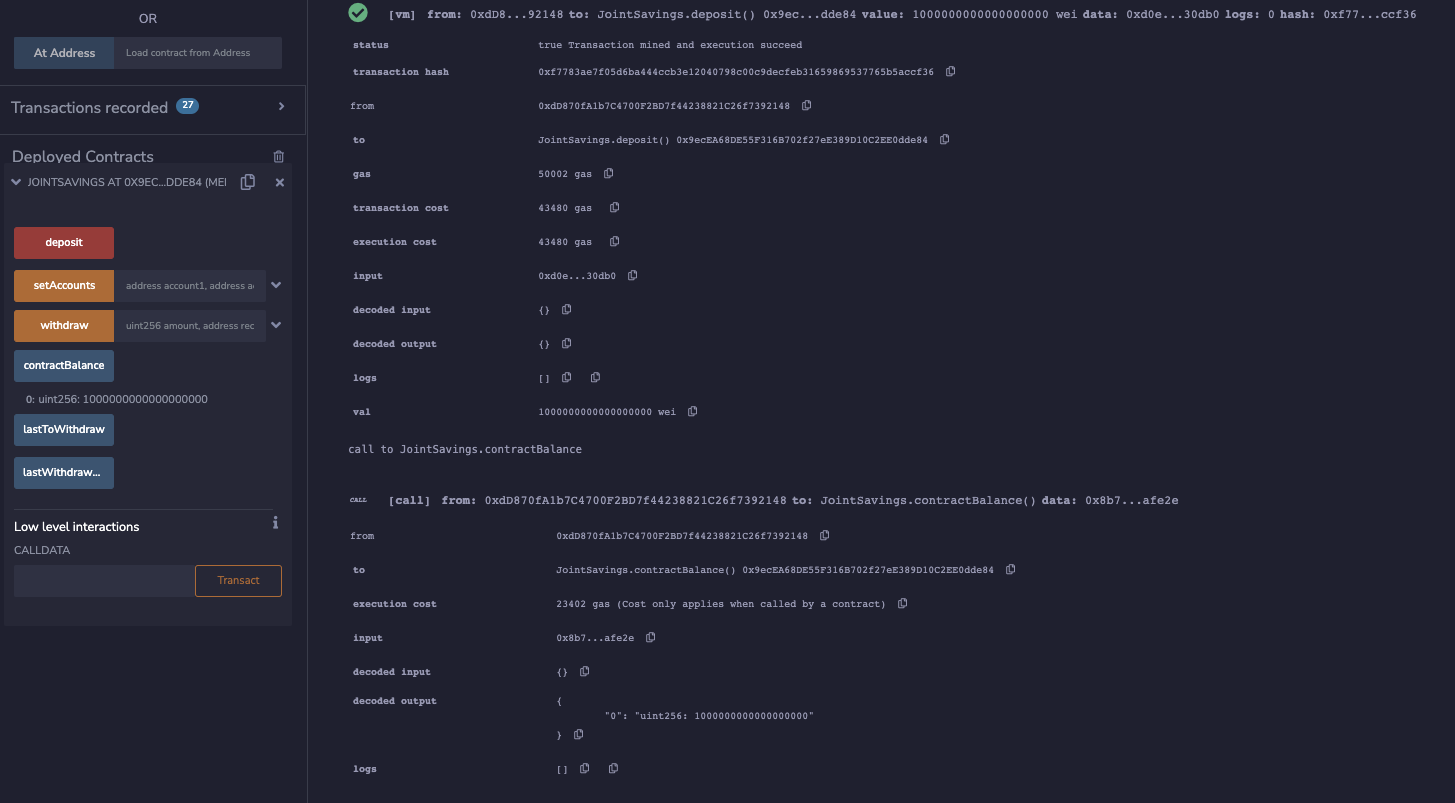 OR
At Address
Load contract from Address
Transactions recorded 27
Deployed Contracts
JOINTSAVINGS AT 0X9EC...DDE84 (MEI
deposit
setAccounts
address account1, address a
withdraw
uint256 amount, address rec
contractBalance
0: uint256: 1000000000000000000
lastToWithdraw
lastWithdraw...
Low level interactions
CALLDATA
Transact
[vm] from: 0xdD8...92148 to: JointSavings.deposit() 0x9ec...dde84 value: 1000000000000000000 wei data: 0xd0e...30db0 logs: 0 hash: 0xf77...ccf36
status true Transaction mined and execution succeed
transaction hash 0xf7783ae7f05d6ba444ccb3e12040798c00c9decfeb31659869537765b5accf36
from 0xdD870fA1b7C4700F2BD7f44238821C26f7392148
to JointSavings.deposit() 0x9ecEA68DE55F316B702f27eE389D10C2EE0dde84
gas 50002 gas
transaction cost 43480 gas
execution cost 43480 gas
input 0xd0e...30db0
decoded input {}
decoded output {}
logs []
val 1000000000000000000 wei
call to JointSavings.contractBalance
CALL [call] from: 0xdD870fA1b7C4700F2BD7f44238821C26f7392148 to: JointSavings.contractBalance() data: 0x8b7...afe2e
from 0xdD870fA1b7C4700F2BD7f44238821C26f7392148
to JointSavings.contractBalance() 0x9ecEA68DE55F316B702f27eE389D10C2EE0dde84
execution cost 23402 gas (Cost only applies when called by a contract)
input 0x8b7...afe2e
decoded input {}
decoded output {
"0": "uint256: 1000000000000000000"
}
logs []